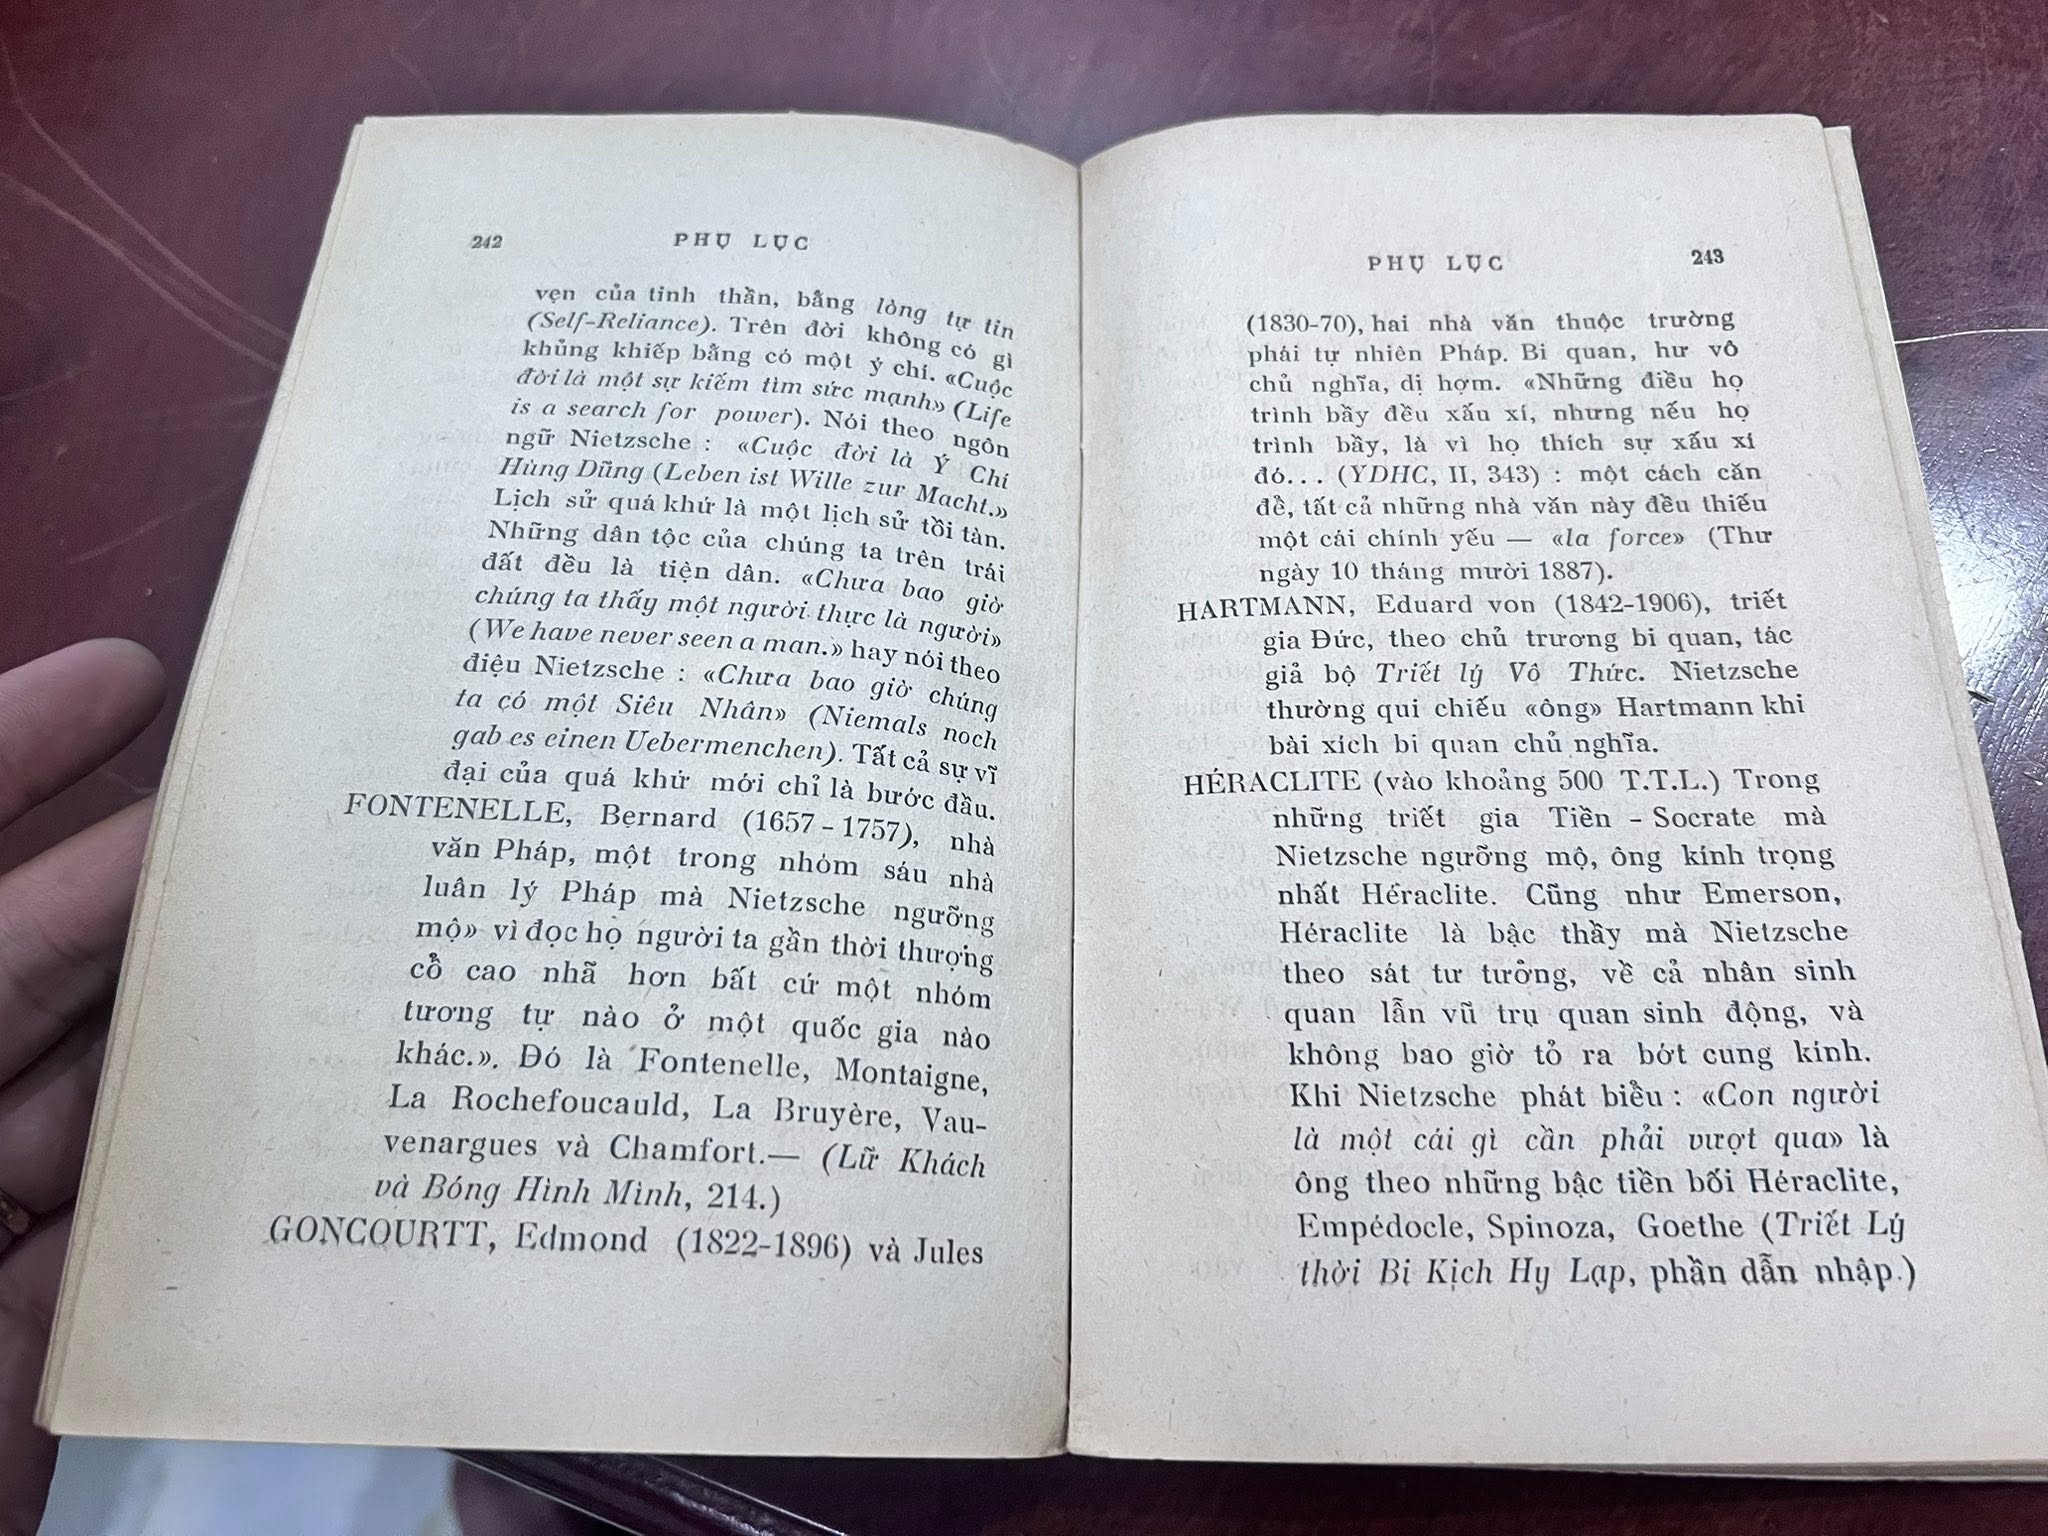 242
PHỤ LỤC
vẹn của tinh thần, bằng lòng tự tin
(Self-Reliance). Trên đời không có gì
khủng khiếp bằng có một ý chí. «Cuộc
đời là một sự kiếm tìm sức mạnh» (Life
is a search for power). Nói theo ngôn
ngữ Nietzsche : «Cuộc đời là Ý Chí
Hùng Dũng (Leben ist Wille zur Macht.»
Lịch sử quá khứ là một lịch sử tồi tàn.
Những dân tộc của chúng ta trên trái
đất đều là tiện dân. «Chưa bao giờ
chúng ta thấy một người thực là người»
(We have never seen a man.» hay nói theo
điệu Nietzsche : «Chưa bao giờ chúng
ta có một Siêu Nhân» (Niemals noch
gab es einen Uebermenchen). Tất cả sự vĩ
đại của quá khứ mới chỉ là bước đầu.
FONTENELLE, Bernard (1657 - 1757), nhà
văn Pháp, một trong nhóm sáu nhà
luân lý Pháp mà Nietzsche ngưỡng
mộ» vì đọc họ người ta gần thời thượng
cổ cao nhã hơn bất cứ một nhóm
tương tự nào ở một quốc gia nào
khác.». Đó là Fontenelle, Montaigne,
La Rochefoucauld, La Bruyère, Vau-
venargues và Chamfort.— (Lữ Khách
và Bóng Hình Mình, 214.)
GONCOURTT, Edmond (1822-1896) và Jules
PHỤ LỤC
243
(1830-70), hai nhà văn thuộc trường
phái tự nhiên Pháp. Bi quan, hư vô
chủ nghĩa, dị hợm. «Những điều họ
trình bầy đều xấu xí, nhưng nếu họ
trình bầy, là vì họ thích sự xấu xí
đó... (YDHC, II, 343) : một cách căn
đề, tất cả những nhà văn này đều thiếu
một cái chính yếu — «la force» (Thư
ngày 10 tháng mười 1887).
HARTMANN, Eduard von (1842-1906), triết
gia Đức, theo chủ trương bi quan, tác
giả bộ Triết lý Vô Thức. Nietzsche
thường qui chiếu «ông» Hartmann khi
bài xích bi quan chủ nghĩa.
HÉRACLITE (vào khoảng 500 T.T.L.) Trong
những triết gia Tiền - Socrate mà
Nietzsche ngưỡng mộ, ông kính trọng
nhất Héraclite. Cũng như Emerson,
Héraclite là bậc thầy mà Nietzsche
theo sát tư tưởng, về cả nhân sinh
quan lẫn vũ trụ quan sinh động, và
không bao giờ tỏ ra bớt cung kính.
Khi Nietzsche phát biểu : «Con người
là một cái gì cần phải vượt qua» là
ông theo những bậc tiền bối Héraclite,
Empédocle, Spinoza, Goethe (Triết Lý
thời Bi Kịch Hy Lạp, phần dẫn nhập.)